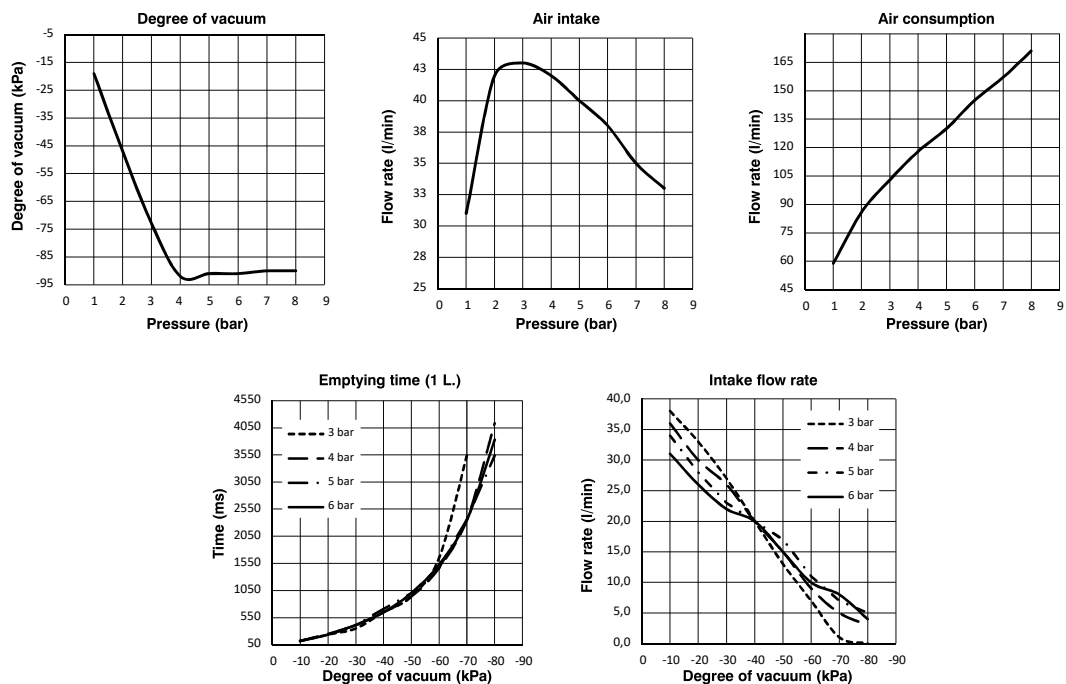 Degree of vacuum
Degree of vacuum (kPa)
-5
-15
-25
-35
-45
-55
-65
-75
-85
-95
0 1 2 3 4 5 6 7 8 9
Pressure (bar)
Air intake
Flow rate (l/min)
45
43
40
38
35
33
30
28
25
0 1 2 3 4 5 6 7 8 9
Pressure (bar)
Air consumption
Flow rate (l/min)
165
150
135
120
105
90
75
60
45
0 1 2 3 4 5 6 7 8 9
Pressure (bar)
Emptying time (1 L.)
Time (ms)
4550
4050
3550
3050
2550
2050
1550
1050
550
50
3 bar
4 bar
5 bar
6 bar
0 -10 -20 -30 -40 -50 -60 -70 -80 -90
Degree of vacuum (kPa)
Intake flow rate
Flow rate (l/min)
40,0
35,0
30,0
25,0
20,0
15,0
10,0
5,0
0,0
3 bar
4 bar
5 bar
6 bar
0 -10 -20 -30 -40 -50 -60 -70 -80 -90
Degree of vacuum (kPa)